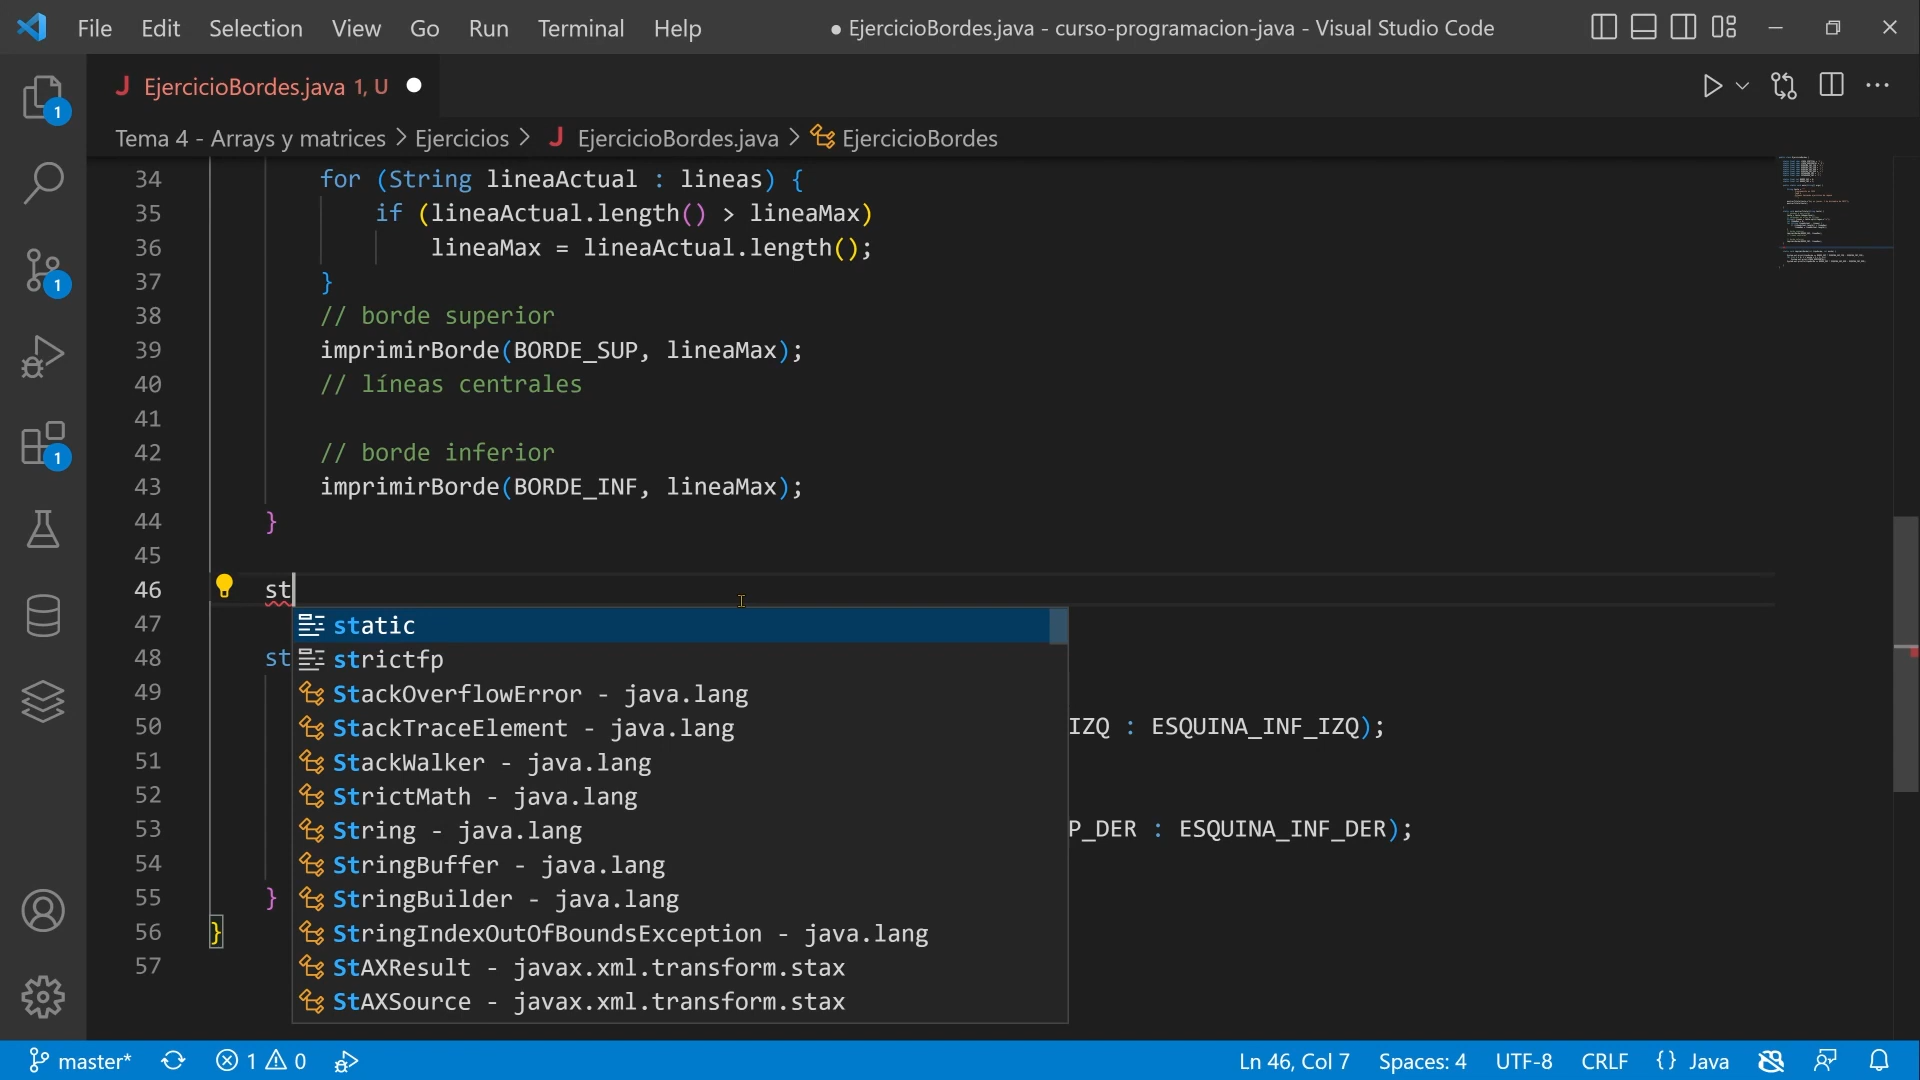 File Edit Selection View Go Run Terminal Help
● EjercicioBordes.java - curso-programacion-java - Visual Studio Code
J EjercicioBordes.java 1, U ●
Tema 4 - Arrays y matrices > Ejercicios > J EjercicioBordes.java > EjercicioBordes
1
1
1
34 for (String lineaActual : lineas) {
35 if (lineaActual.length() > lineaMax)
36 lineaMax = lineaActual.length();
37 }
38 // borde superior
39 imprimirBorde(BORDE_SUP, lineaMax);
40 // líneas centrales
41
42 // borde inferior
43 imprimirBorde(BORDE_INF, lineaMax);
44 }
45
46 st
47
48 st
49
50 IZQ : ESQUINA_INF_IZQ);
51
52
53 P_DER : ESQUINA_INF_DER);
54
55 }
56 }
57
static
strictfp
StackOverflowError - java.lang
StackTraceElement - java.lang
StackWalker - java.lang
StrictMath - java.lang
String - java.lang
StringBuffer - java.lang
StringBuilder - java.lang
StringIndexOutOfBoundsException - java.lang
StAXResult - javax.xml.transform.stax
StAXSource - javax.xml.transform.stax
master* 1 0 Ln 46, Col 7 Spaces: 4 UTF-8 CRLF {} Java